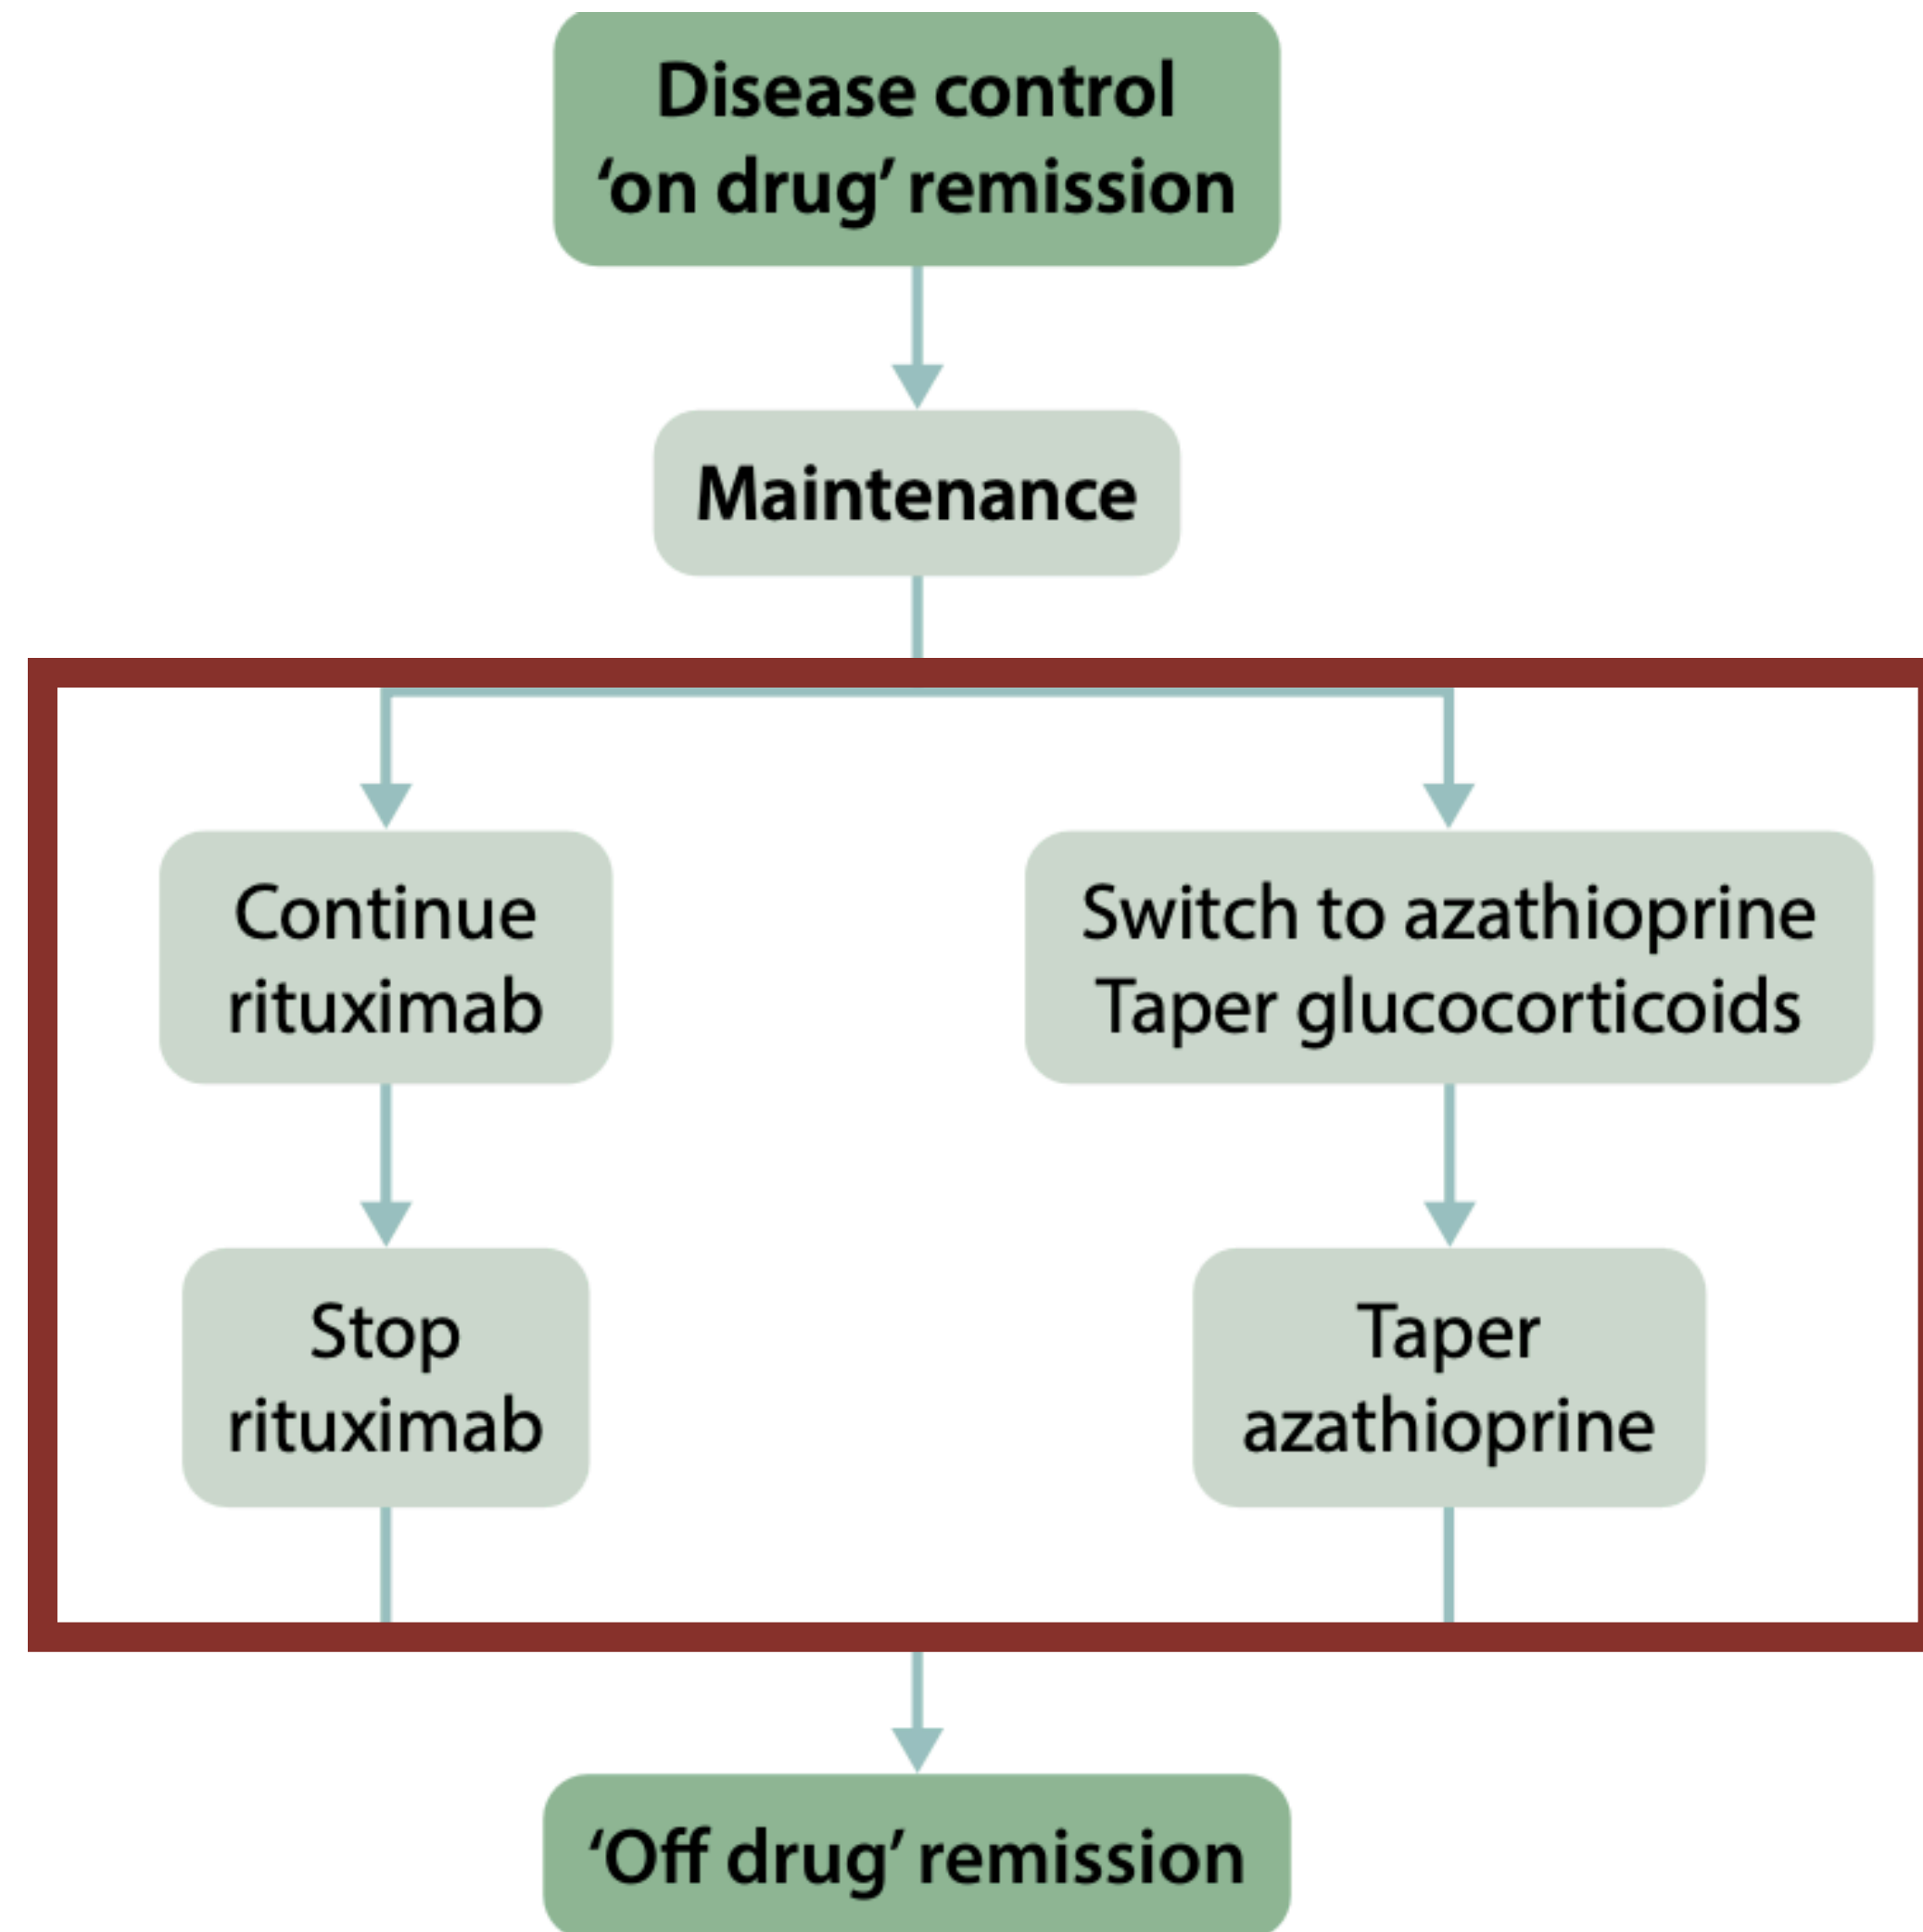 Disease control
‘on drug’ remission
Maintenance
Continue
rituximab
Switch to azathioprine
Taper glucocorticoids
Stop
rituximab
Taper
azathioprine
‘Off drug’ remission